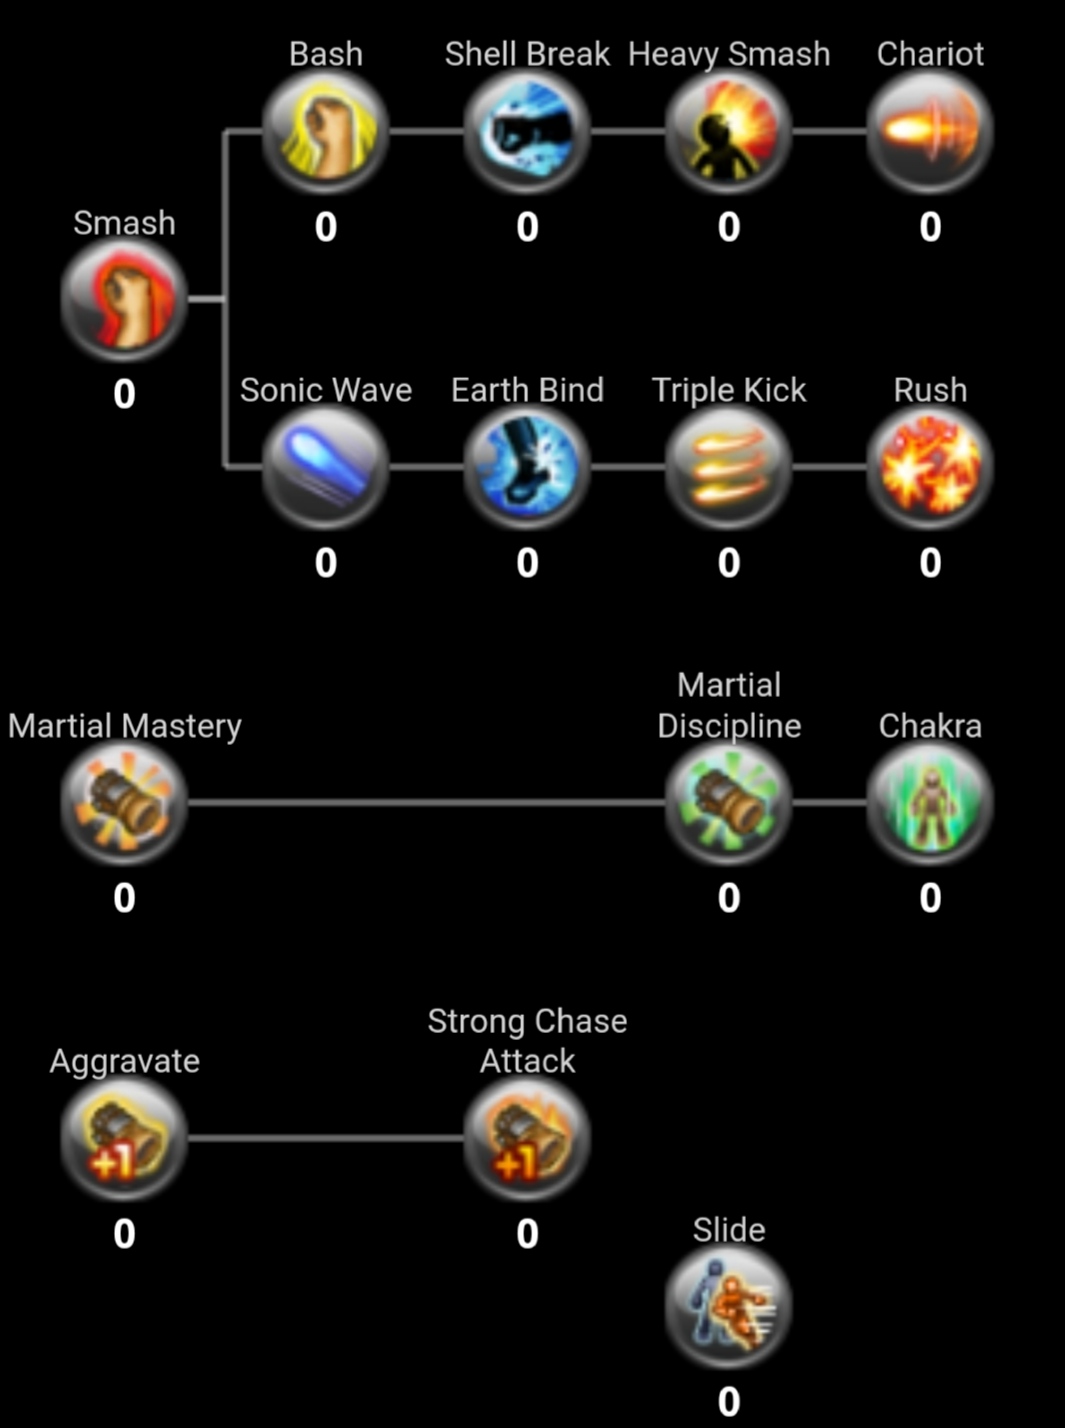 Bash Shell Break Heavy Smash Chariot
0 0 0 0
Smash
0
Sonic Wave Earth Bind Triple Kick Rush
0 0 0 0
Martial Mastery
Martial
Discipline
Chakra
0 0 0
Aggravate
Strong Chase
Attack
+1 +1
0 0
Slide
0